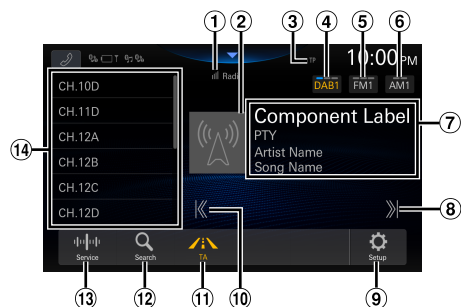 1
2
3
4
5
6
T
Radi
TP
10:00PM
DAB1
FM1
AM1
CH.10D
CH.11D
CH.12A
CH.12B
CH.12C
CH.12D
14
Component Label
PTY
Artist Name
Song Name
7
8
Service
Search
TA
Setup
13
12
11
10
9